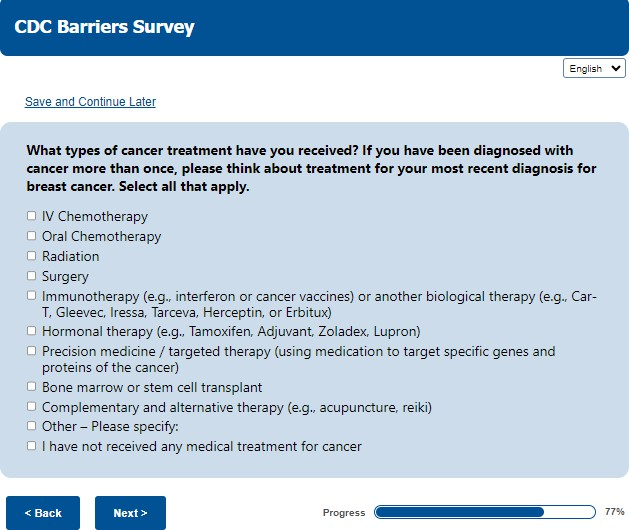 CDC Barriers Survey
English
Save and Continue Later
What types of cancer treatment have you received? If you have been diagnosed with
cancer more than once, please think about treatment for your most recent diagnosis for
breast cancer. Select all that apply.
IV Chemotherapy
Oral Chemotherapy
Radiation
Surgery
Immunotherapy (e.g., interferon or cancer vaccines) or another biological therapy (e.g., Car-
T, Gleevec, Iressa, Tarceva, Herceptin, or Erbitux)
Hormonal therapy (e.g., Tamoxifen, Adjuvant, Zoladex, Lupron)
Precision medicine / targeted therapy (using medication to target specific genes and
proteins of the cancer)
Bone marrow or stem cell transplant
Complementary and alternative therapy (e.g., acupuncture, reiki)
Other – Please specify:
I have not received any medical treatment for cancer
< Back Next > Progress 77%